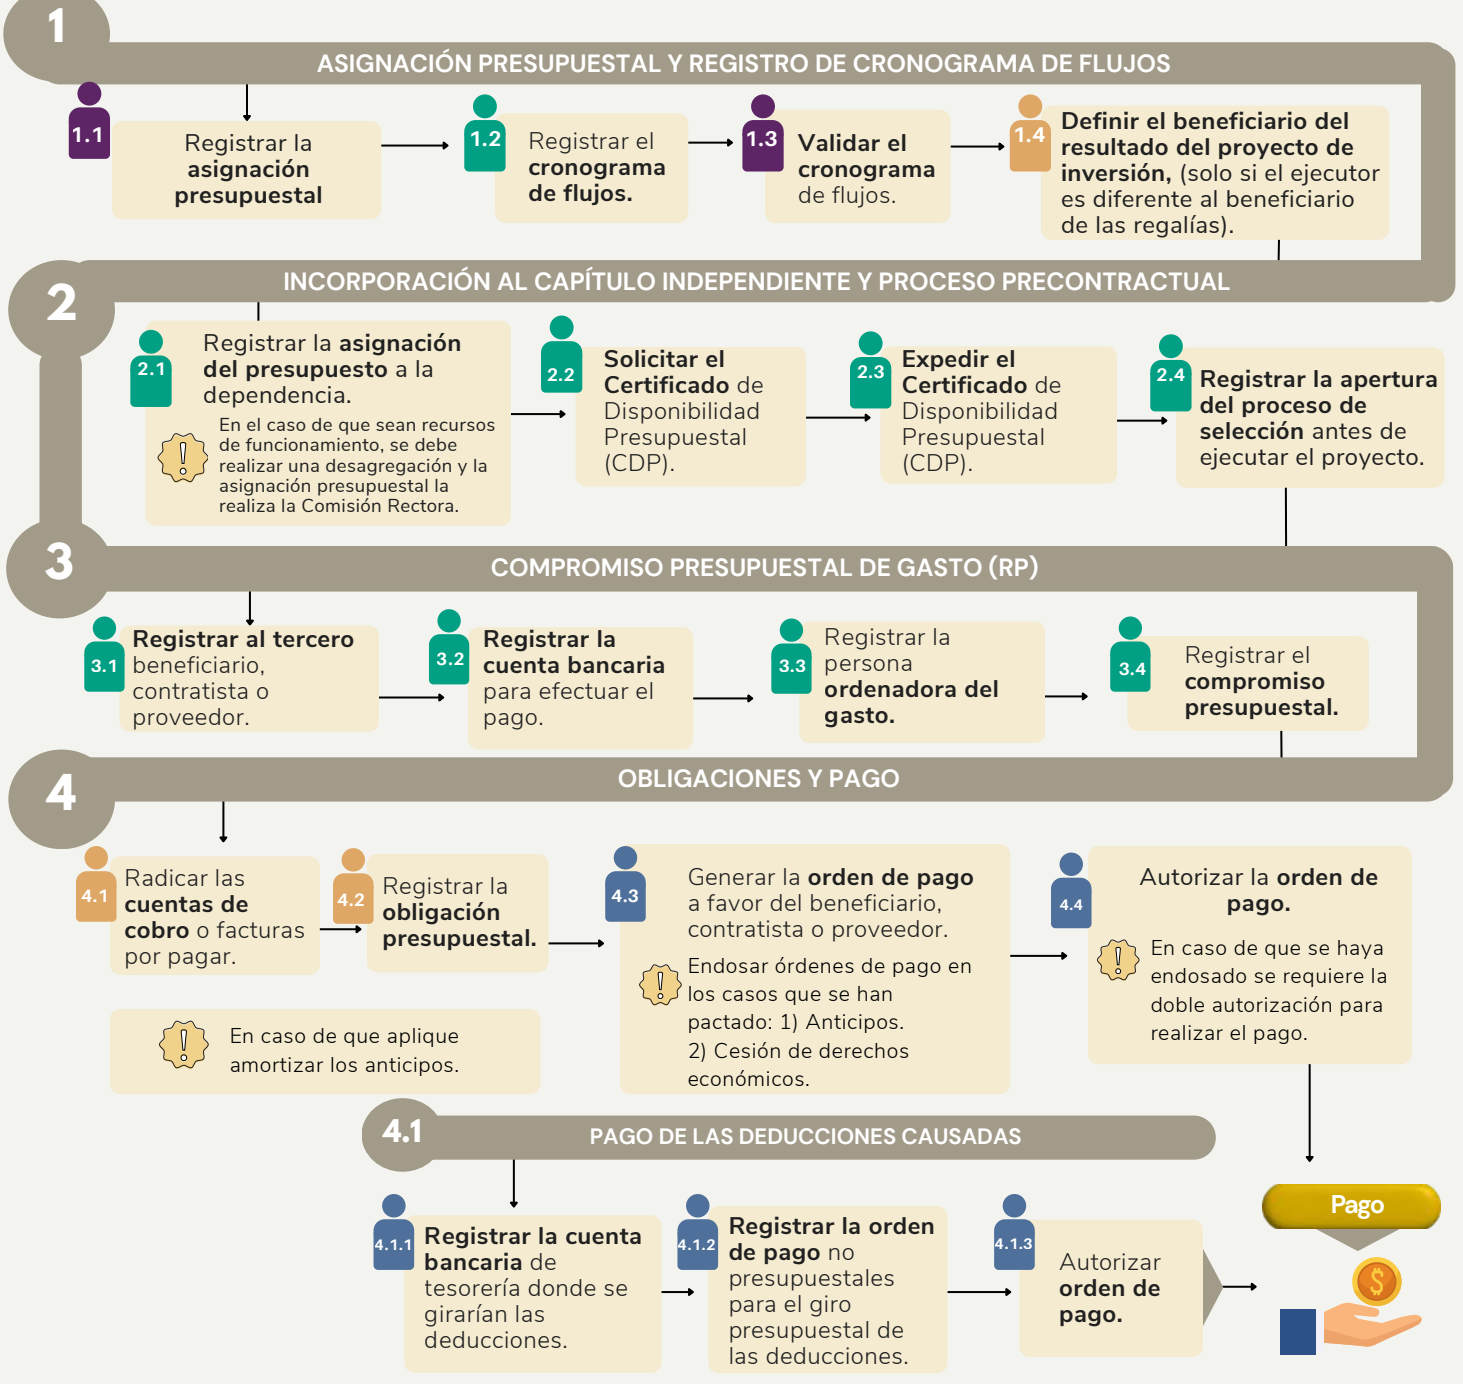 1
ASIGNACIÓN PRESUPUESTAL Y REGISTRO DE CRONOGRAMA DE FLUJOS
1.1
Registrar la
asignación
presupuestal
1.2
Registrar el
cronograma
de flujos.
1.3
Validar el
cronograma
de flujos.
1.4
Definir el beneficiario del
resultado del proyecto de
inversión, (solo si el ejecutor
es diferente al beneficiario
de las regalías).
2
INCORPORACIÓN AL CAPÍTULO INDEPENDIENTE Y PROCESO PRECONTRACTUAL
2.1
Registrar la asignación
del presupuesto a la
dependencia.
En el caso de que sean recursos
de funcionamiento, se debe
realizar una desagregación y la
asignación presupuestal la
realiza la Comisión Rectora.
2.2
Solicitar el
Certificado de
Disponibilidad
Presupuestal
(CDP).
2.3
Expedir el
Certificado de
Disponibilidad
Presupuestal
(CDP).
2.4
Registrar la apertura
del proceso de
selección antes de
ejecutar el proyecto.
3
COMPROMISO PRESUPUESTAL DE GASTO (RP)
3.1
Registrar al tercero
beneficiario,
contratista o
proveedor.
3.2
Registrar la
cuenta bancaria
para efectuar el
pago.
3.3
Registrar la
persona
ordenadora del
gasto.
3.4
Registrar el
compromiso
presupuestal.
4
OBLIGACIONES Y PAGO
4.1
Radicar las
cuentas de
cobro o facturas
por pagar.
4.2
Registrar la
obligación
presupuestal.
En caso de que aplique
amortizar los anticipos.
4.3
Generar la orden de pago
a favor del beneficiario,
contratista o proveedor.
Endosar órdenes de pago en
los casos que se han
pactado: 1) Anticipos.
2) Cesión de derechos
económicos.
4.4
Autorizar la orden de
pago.
En caso de que se haya
endosado se requiere la
doble autorización para
realizar el pago.
4.1
PAGO DE LAS DEDUCCIONES CAUSADAS
4.1.1
Registrar la cuenta
bancaria de
tesorería donde se
girarían las
deducciones.
4.1.2
Registrar la orden
de pago no
presupuestales
para el giro
presupuestal de
las deducciones.
4.1.3
Autorizar
orden de
pago.
Pago
$